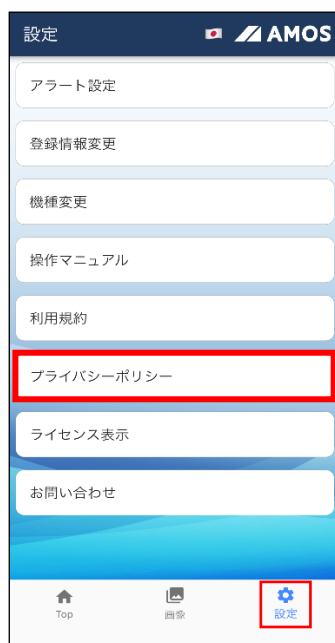 設定 AMOS
アラート設定
登録情報変更
機種変更
操作マニュアル
利用規約
プライバシーポリシー
ライセンス表示
お問い合わせ
Top 画像 設定